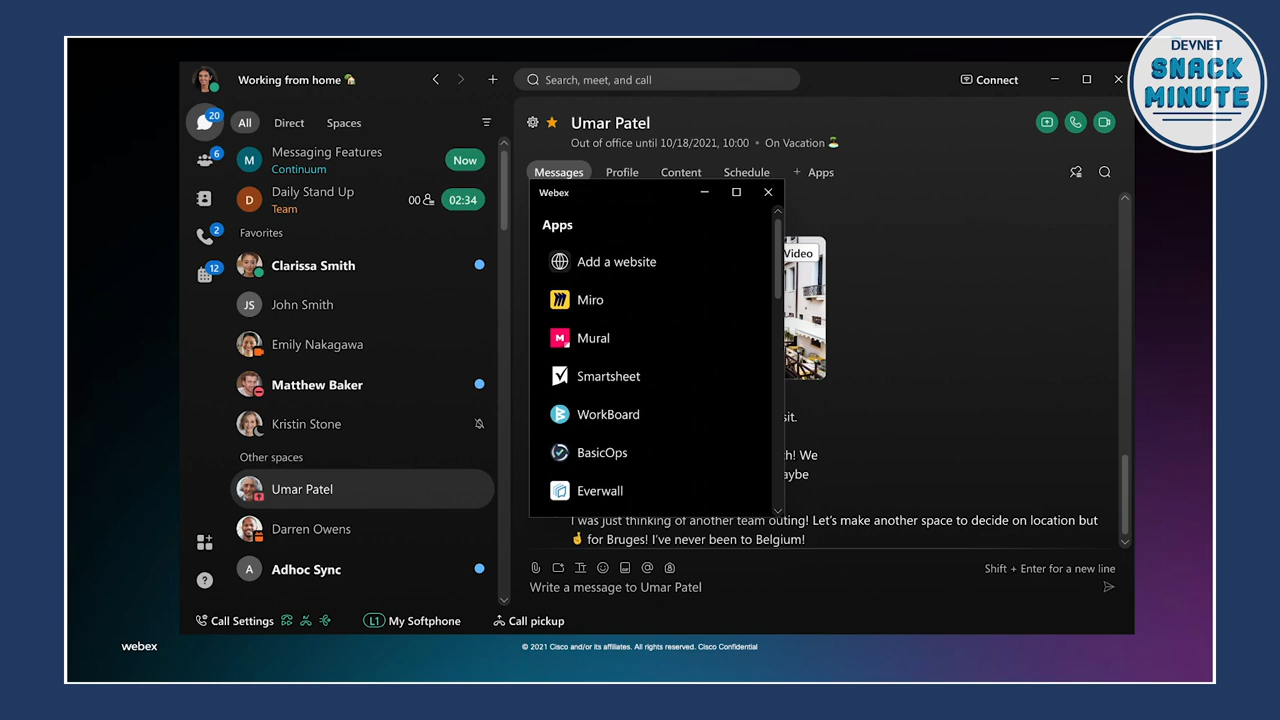 DEVNET
SNACK
MINUTE
Working from home
Search, meet, and call
Connect
20
All
Direct
Spaces
Umar Patel
Out of office until 10/18/2021, 10:00 • On Vacation
M
Messaging Features
Continuum
Now
6
Messages
Profile
Content
Schedule
+ Apps
D
Daily Stand Up
Team
00
02:34
Webex
2
Favorites
Apps
12
Clarissa Smith
Add a website
Video
JS
John Smith
Miro
Emily Nakagawa
M
Mural
Matthew Baker
Smartsheet
Kristin Stone
WorkBoard
sit.
Other spaces
BasicOps
h! We
aybe
Umar Patel
Everwall
Darren Owens
I was just thinking of another team outing! Let's make another space to decide on location but
for Bruges! I've never been to Belgium!
A
Adhoc Sync
Shift + Enter for a new line
Write a message to Umar Patel
Call Settings
L1
My Softphone
Call pickup
webex
© 2021 Cisco and/or its affiliates. All rights reserved. Cisco Confidential